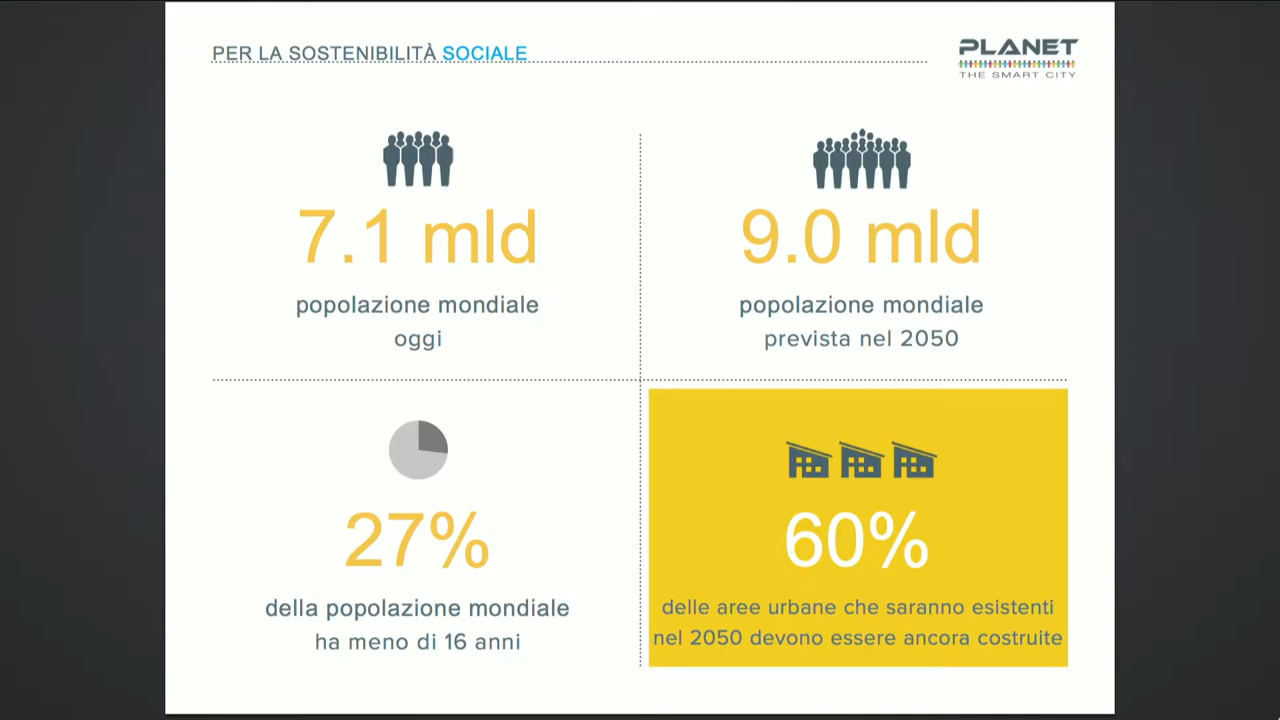 PER LA SOSTENIBILITÀ SOCIALE
PLANET
THE SMART CITY
7.1 mld
popolazione mondiale
oggi
9.0 mld
popolazione mondiale
prevista nel 2050
27%
della popolazione mondiale
ha meno di 16 anni
60%
delle aree urbane che saranno esistenti
nel 2050 devono essere ancora costruite